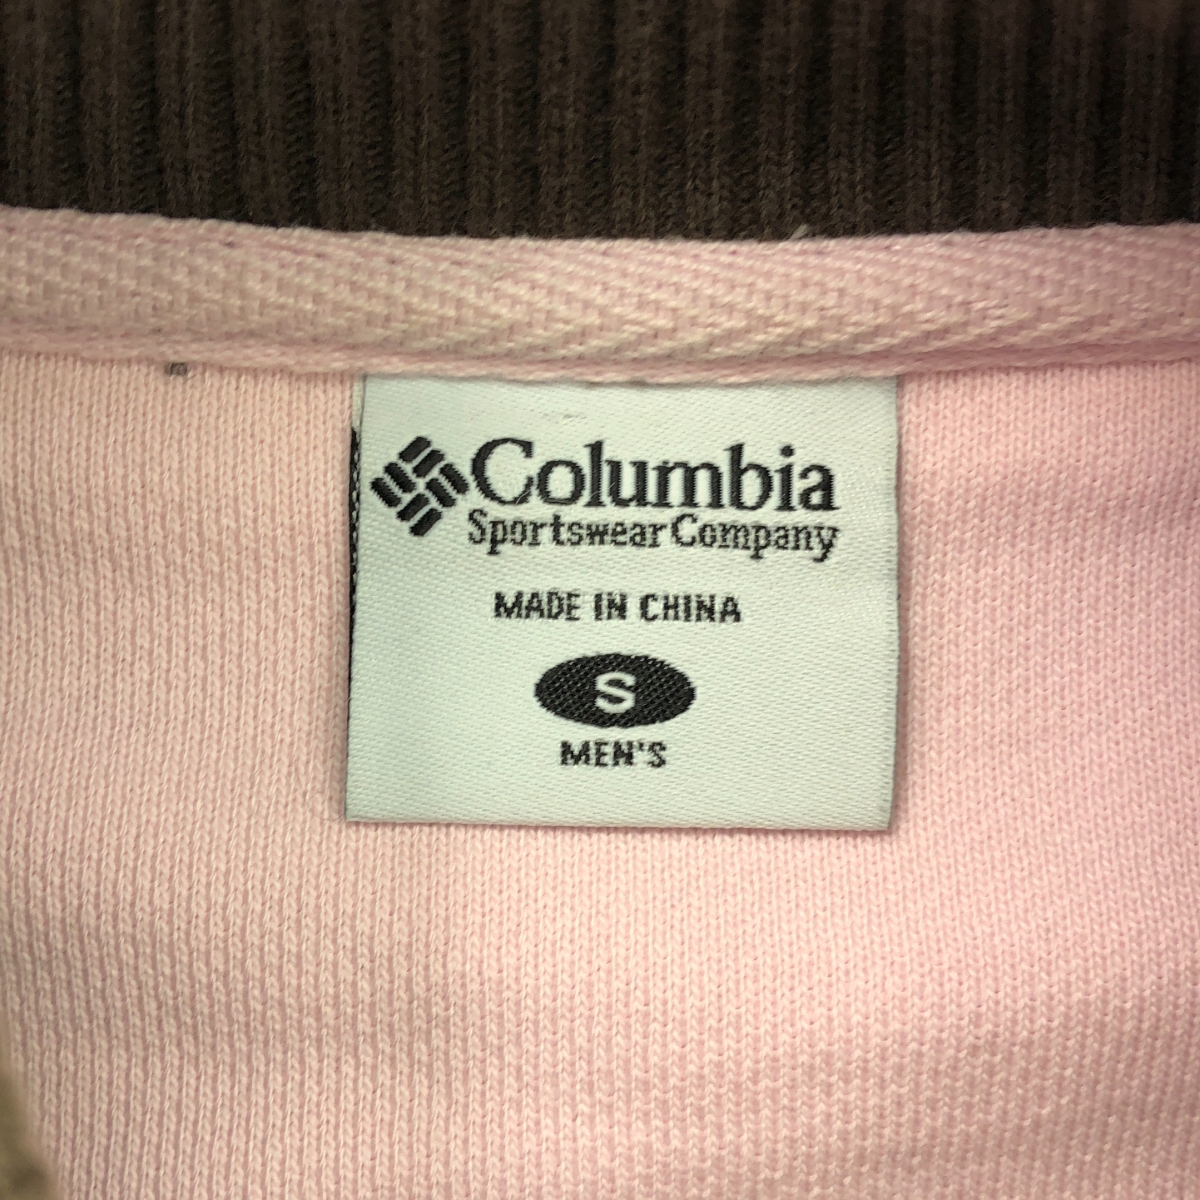 Columbia
Sportswear Company
MADE IN CHINA
S
MEN'S